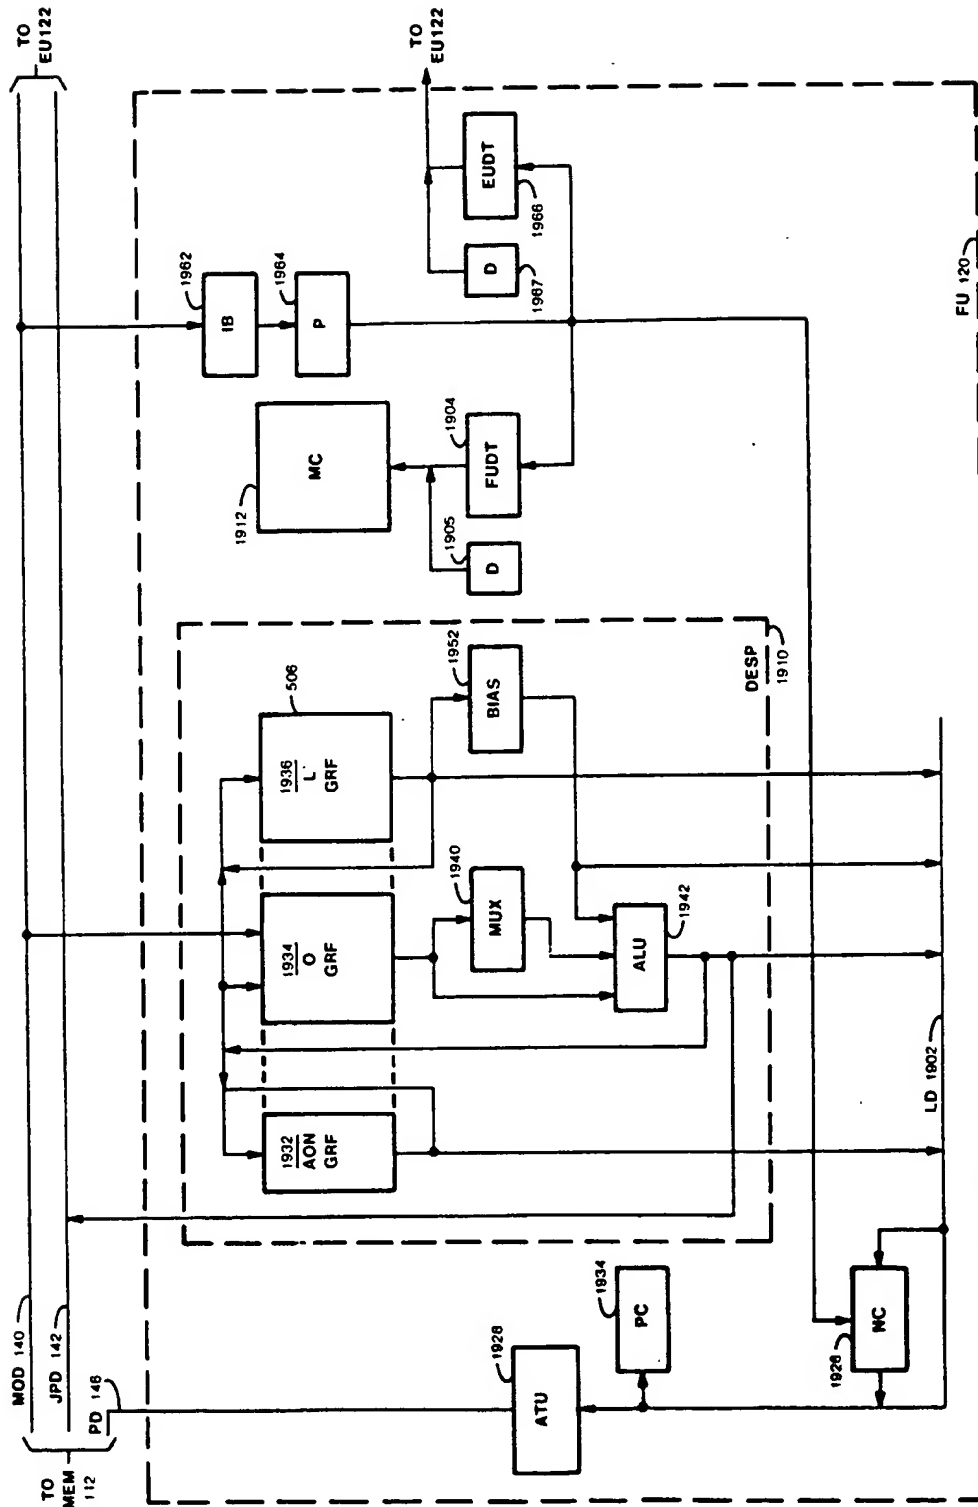 TO
EU122
TO
EU122
MOD 140
JPD 142
PD 146
TO
MEM
112
IB
1962
P
1964
MC
1912
FUDT
1904
D
1905
EUDT
1966
D
1967
506
1936
L
GRF
1934
O
GRF
1932
AON
GRF
BIAS
1952
MUX
1940
ALU
1942
DESP
1910
ATU
1928
PC
1934
NC
1926
LD 1902
FU 120